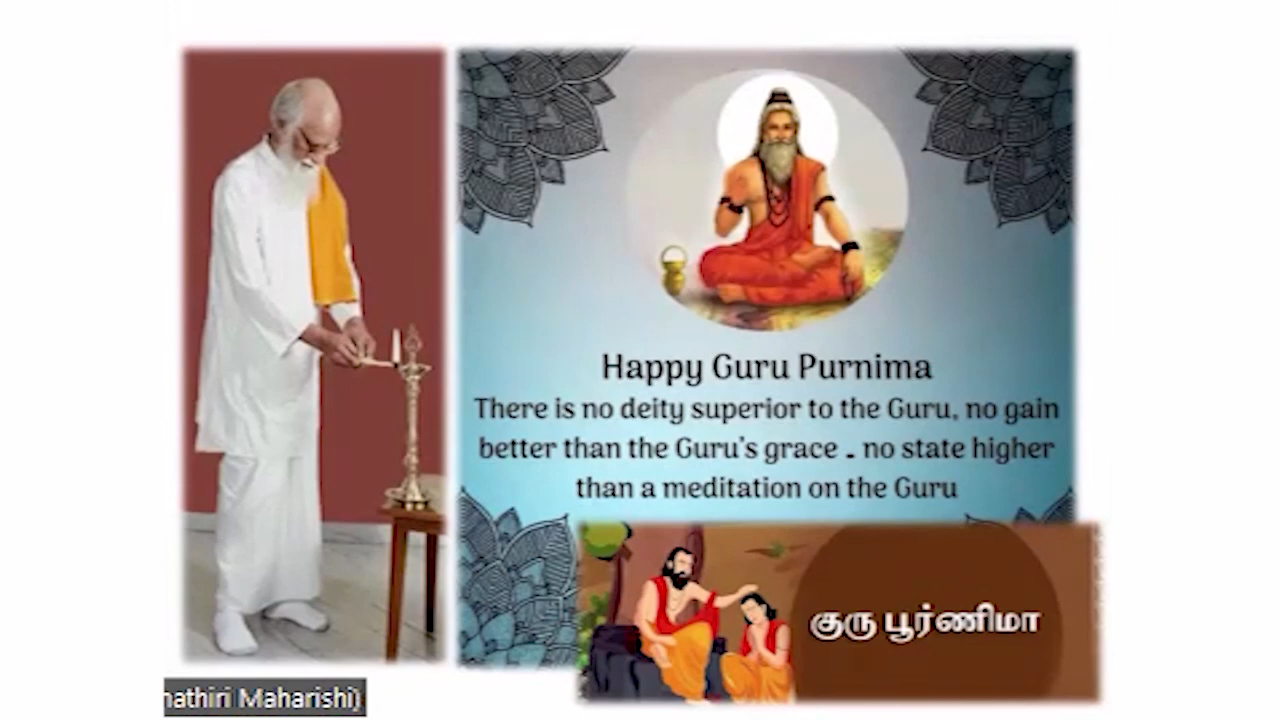 Happy Guru Purnima
There is no deity superior to the Guru, no gain
better than the Guru's grace - no state higher
than a meditation on the Guru
குரு பூர்ணிமா
nathiri Maharishi)